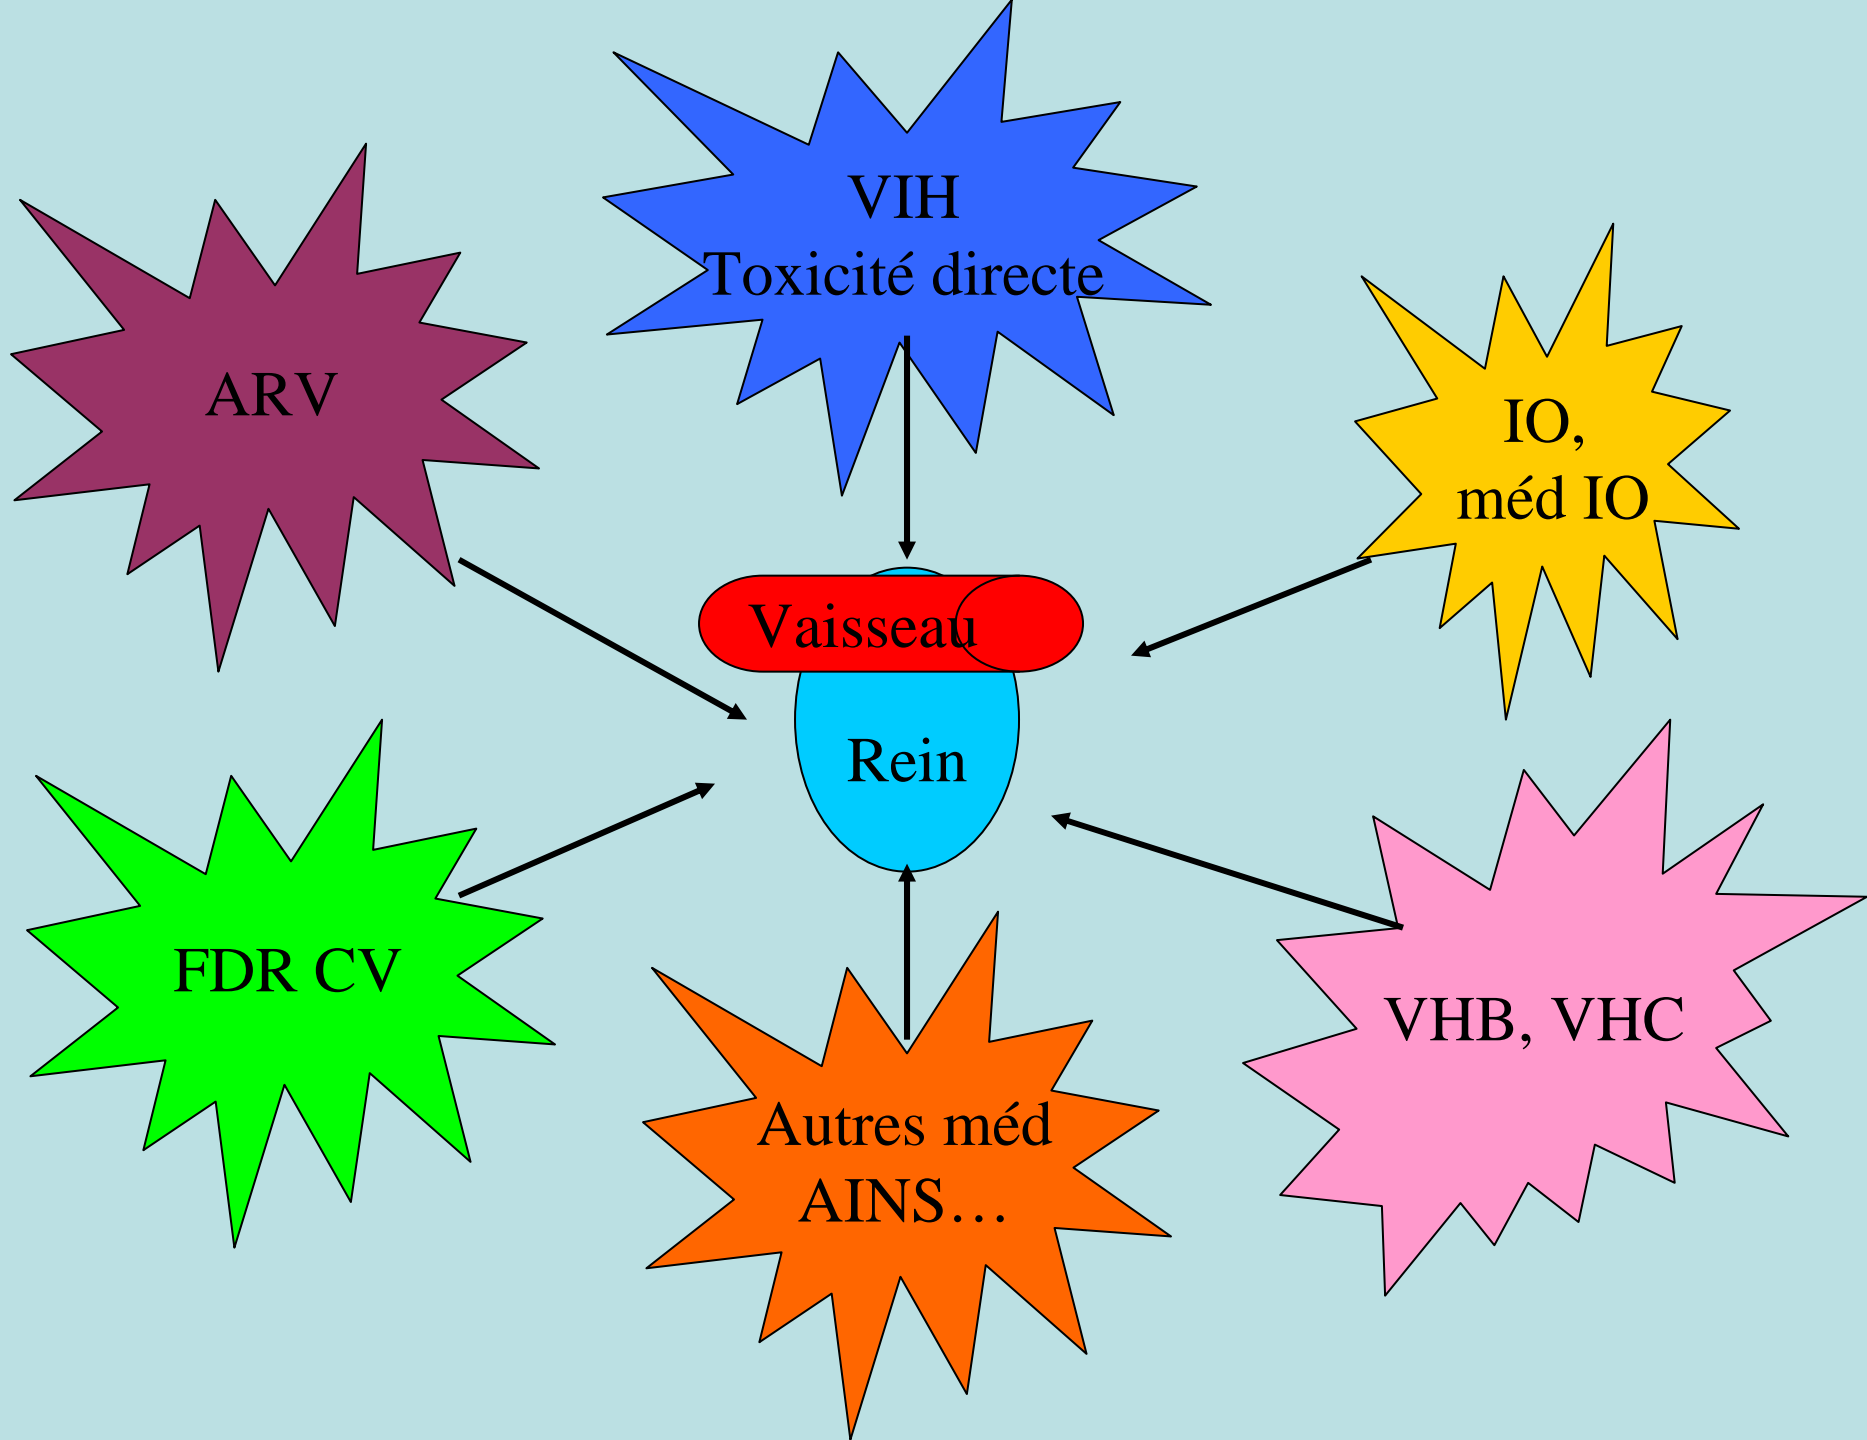 VIH
Toxicité directe
ARV
IO,
méd IO
Vaisseau
Rein
FDR CV
VHB, VHC
Autres méd
AINS…